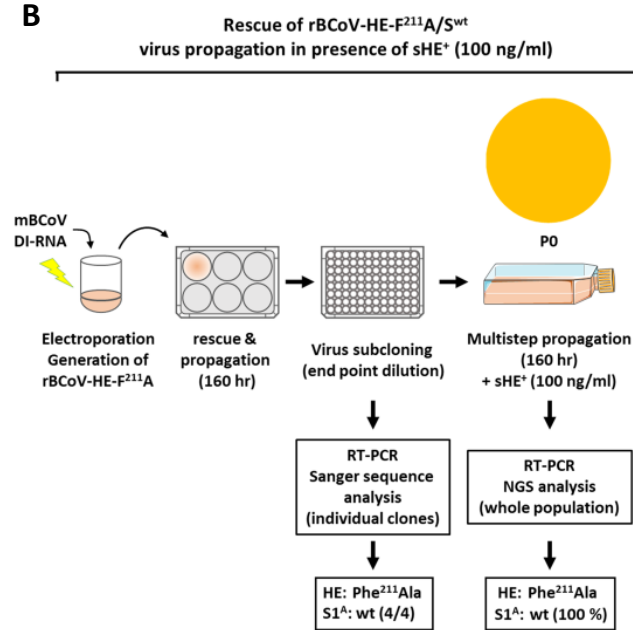 B
Rescue of rBCoV-HE-F²¹¹A/Sʷᵗ
virus propagation in presence of sHE⁺ (100 ng/ml)
mBCoV
DI-RNA
P0
Electroporation
Generation of
rBCoV-HE-F²¹¹A
rescue &
propagation
(160 hr)
Virus subcloning
(end point dilution)
Multistep propagation
(160 hr)
+ sHE⁺ (100 ng/ml)
RT-PCR
Sanger sequence
analysis
(individual clones)
RT-PCR
NGS analysis
(whole population)
HE: Phe²¹¹Ala
S1ᴬ: wt (4/4)
HE: Phe²¹¹Ala
S1ᴬ: wt (100 %)